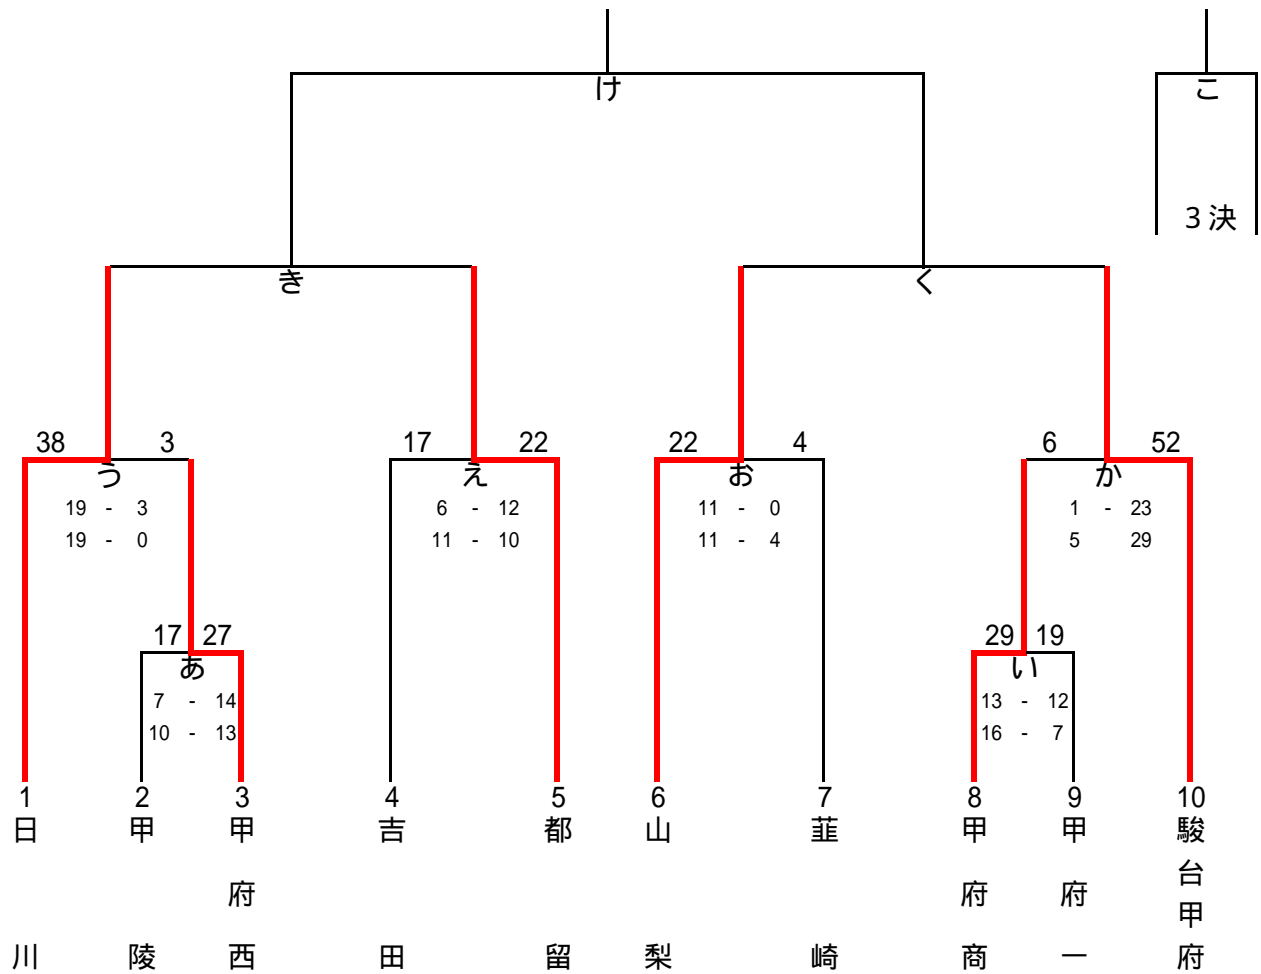 け
こ
3決
き
く
38 3
う
19 - 3
19 - 0
17 22
え
6 - 12
11 - 10
22 4
お
11 - 0
11 - 4
6 52
か
1 - 23
5 29
17 27
あ
7 - 14
10 - 13
29 19
い
13 - 12
16 - 7
1
日川
2
甲陵
3
甲府西
4
吉田
5
都留
6
山梨
7
韮崎
8
甲府商
9
甲府一
10
駿台甲府